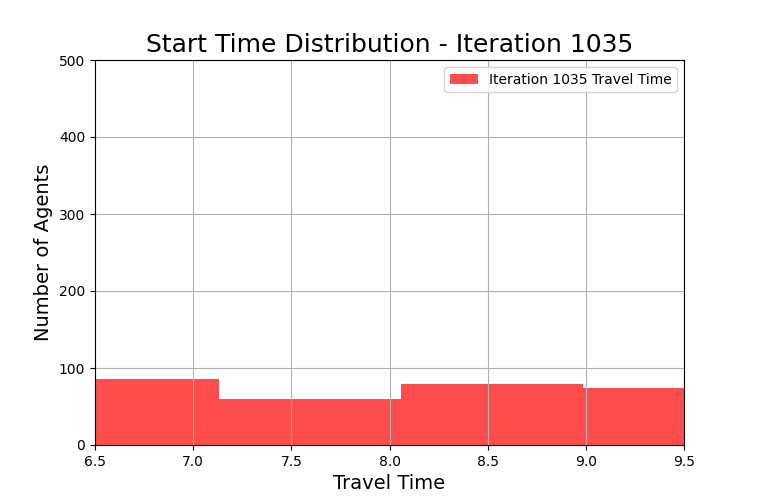 Start Time Distribution - Iteration 1035
500
Iteration 1035 Travel Time
400
300
200
100
0
Number of Agents
6.5 7.0 7.5 8.0 8.5 9.0 9.5
Travel Time